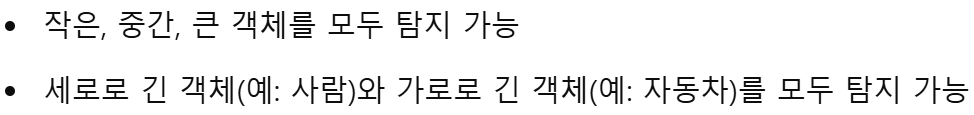 • 작은, 중간, 큰 객체를 모두 탐지 가능
• 세로로 긴 객체(예: 사람)와 가로로 긴 객체(예: 자동차)를 모두 탐지 가능